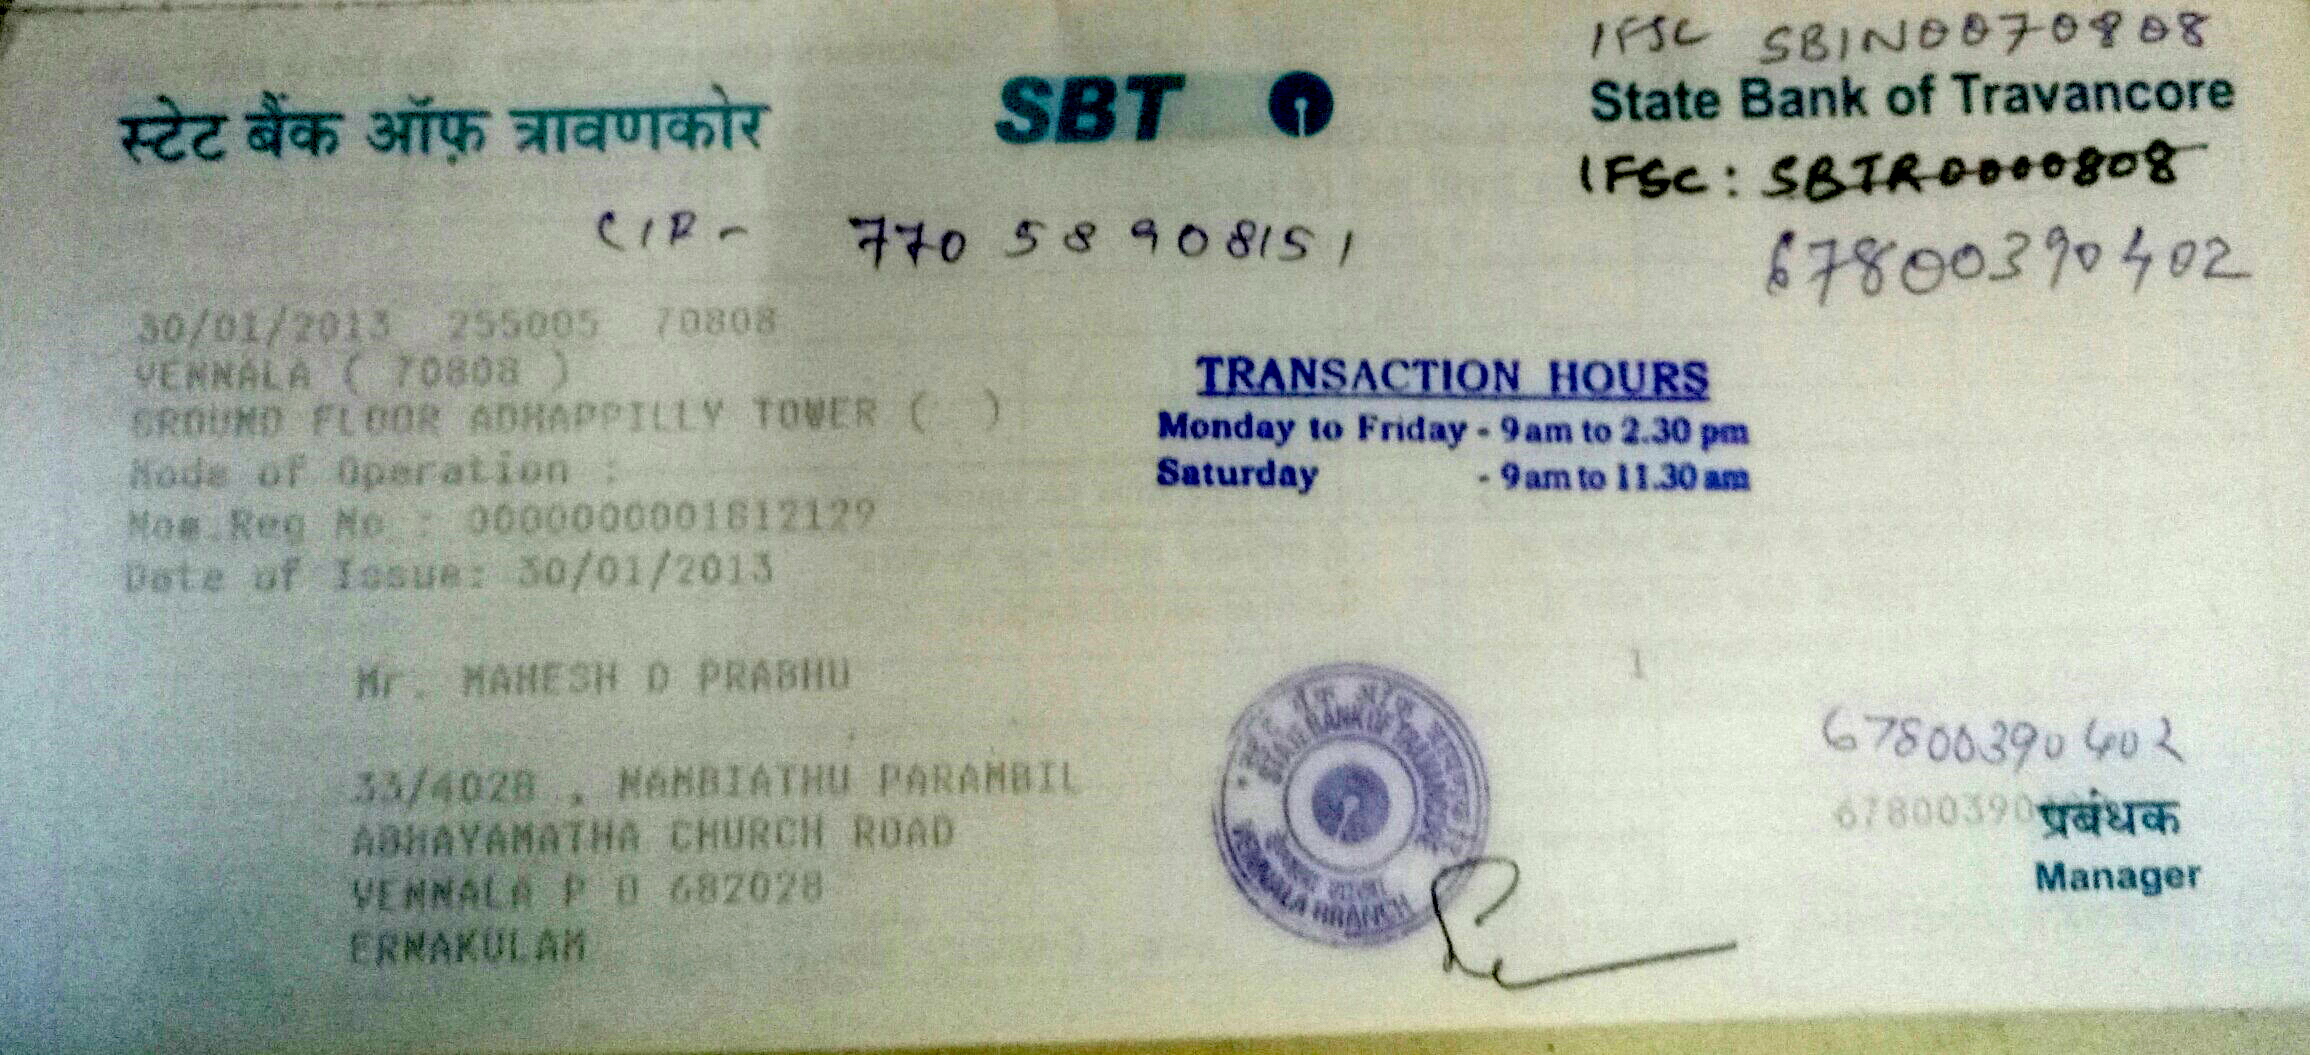 IFSC SBIN0070808
स्टेट बैंक ऑफ़ त्रावणकोर SBT State Bank of Travancore
IFSC: SBTR0000808
CIR- 770 58908151
67800390402
30/01/2013 255005 70808
VENNALA ( 70808 )
GROUND FLOOR ADHAPPILLY TOWER ( )
Mode of Operation :
Nom.Reg No : 0000000001812129
Date of Issue: 30/01/2013
TRANSACTION HOURS
Monday to Friday - 9am to 2.30 pm
Saturday - 9am to 11.30 am
Mr. MAHESH D PRABHU
1
33/4028 , NAMBIATHU PARAMBIL
ABHAYAMATHA CHURCH ROAD
VENNALA P O 682028
ERNAKULAM
STATE BANK OF TRAVANCORE
VENNALA BRANCH
67800390402
67800390
प्रबंधक
Manager